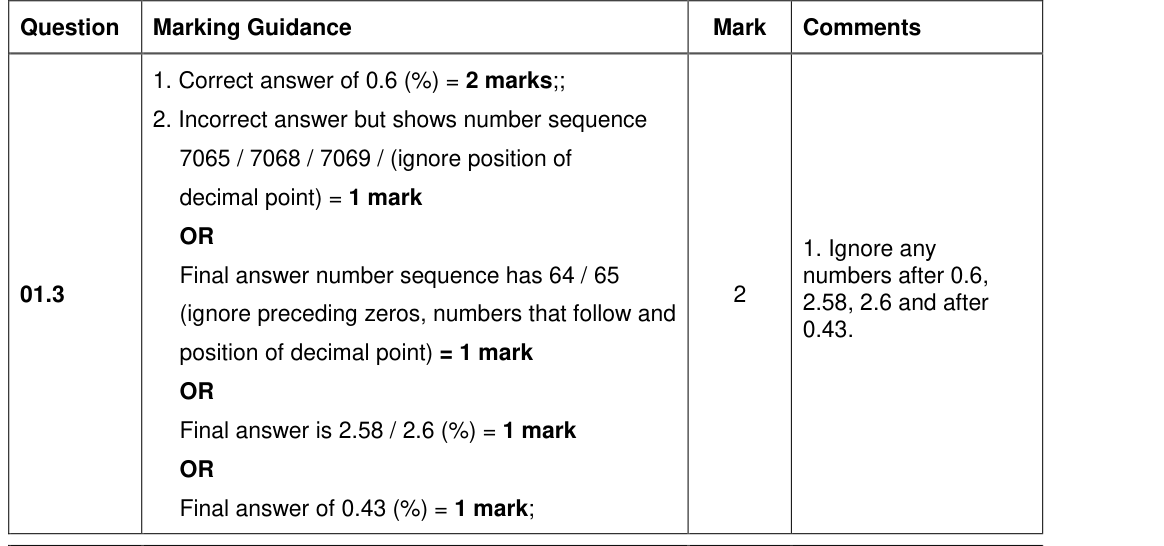 Question Marking Guidance Mark Comments
1. Correct answer of 0.6 (%) = 2 marks;;
2. Incorrect answer but shows number sequence
7065 / 7068 / 7069 / (ignore position of
decimal point) = 1 mark
OR
Final answer number sequence has 64 / 65
(ignore preceding zeros, numbers that follow and
position of decimal point) = 1 mark
OR
Final answer is 2.58 / 2.6 (%) = 1 mark
OR
Final answer of 0.43 (%) = 1 mark;
01.3
2
1. Ignore any
numbers after 0.6,
2.58, 2.6 and after
0.43.